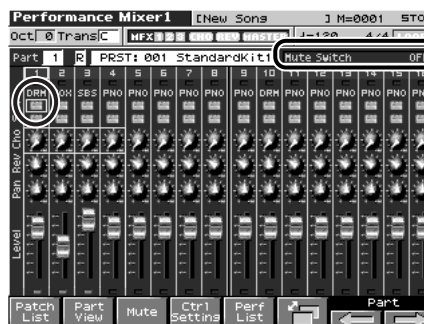 Performance Mixer1 [New Song ] M=0001 STO
Oct 0 Trans C MFX 1 2 3 CHO REV MASTER J=120 4/4
Part 1 R PRST: 001 StandardKit1 Mute Switch OFF
1 2 3 4 5 6 7 8 9 10 11 12 13 14 15
DRM SBS PNO PNO PNO PNO PNO PNO DRM PNO PNO PNO PNO PNO
Cho
Rev
Pan
Level
Patch List Part View Mute Ctrl Setting Perf List Part